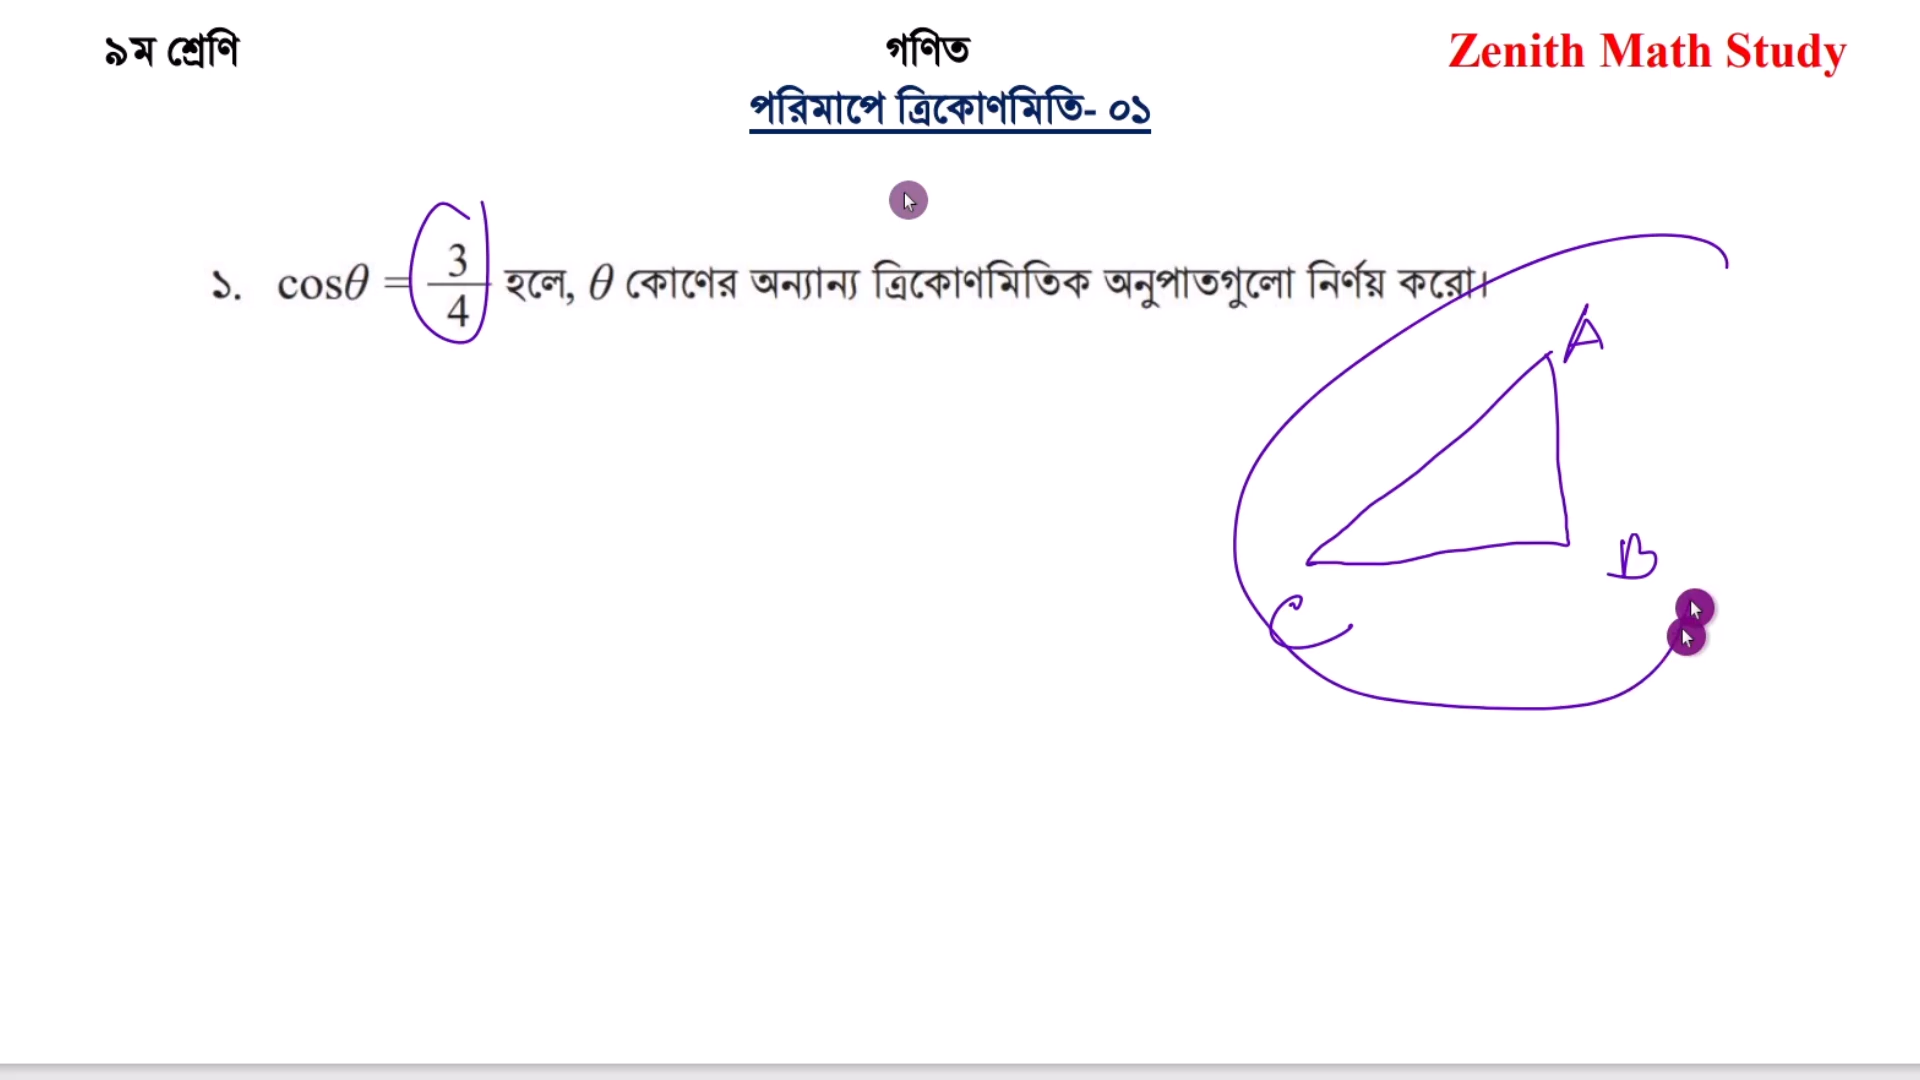 ৯ম শ্রেণি গণিত Zenith Math Study
পরিমাপে ত্রিকোণমিতি- ০১
১. cosθ = 3/4 হলে, θ কোণের অন্যান্য ত্রিকোণমিতিক অনুপাতগুলো নির্ণয় করো।
A
B
C